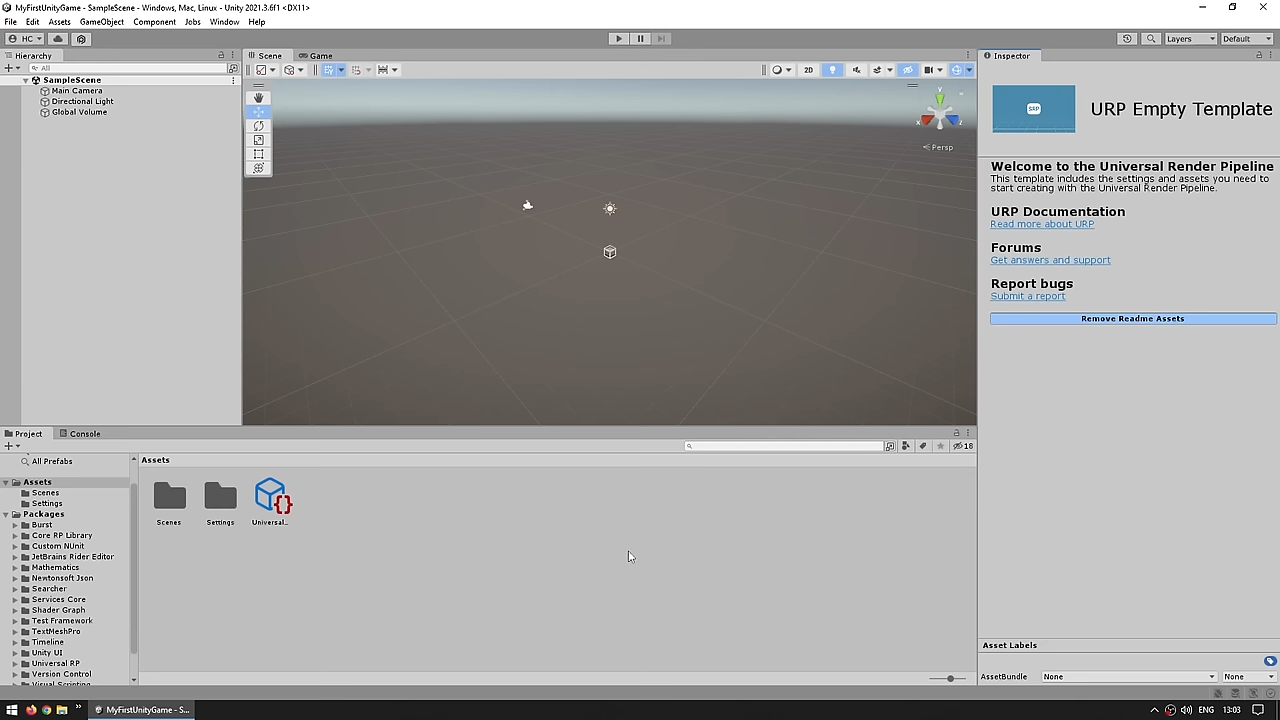 MyFirstUnityGame - SampleScene - Windows, Mac, Linux - Unity 2021.3.6f1 <DX11>
File Edit Assets GameObject Component Jobs Window Help
HC Layers Default
Hierarchy
All
SampleScene
Main Camera
Directional Light
Global Volume
Scene Game
2D
y
x z
Persp
Inspector
SRP
URP Empty Template
Welcome to the Universal Render Pipeline
This template includes the settings and assets you need to
start creating with the Universal Render Pipeline.
URP Documentation
Read more about URP
Forums
Get answers and support
Report bugs
Submit a report
Remove Readme Assets
Project Console
18
All Prefabs
Assets
Scenes
Settings
Packages
Burst
Core RP Library
Custom NUnit
JetBrains Rider Editor
Mathematics
Newtonsoft Json
Searcher
Services Core
Shader Graph
Test Framework
TextMeshPro
Timeline
Unity UI
Universal RP
Version Control
Visual Scripting
Assets
Scenes Settings Universal...
Asset Labels
AssetBundle None None
MyFirstUnityGame - S...
ENG 13:03